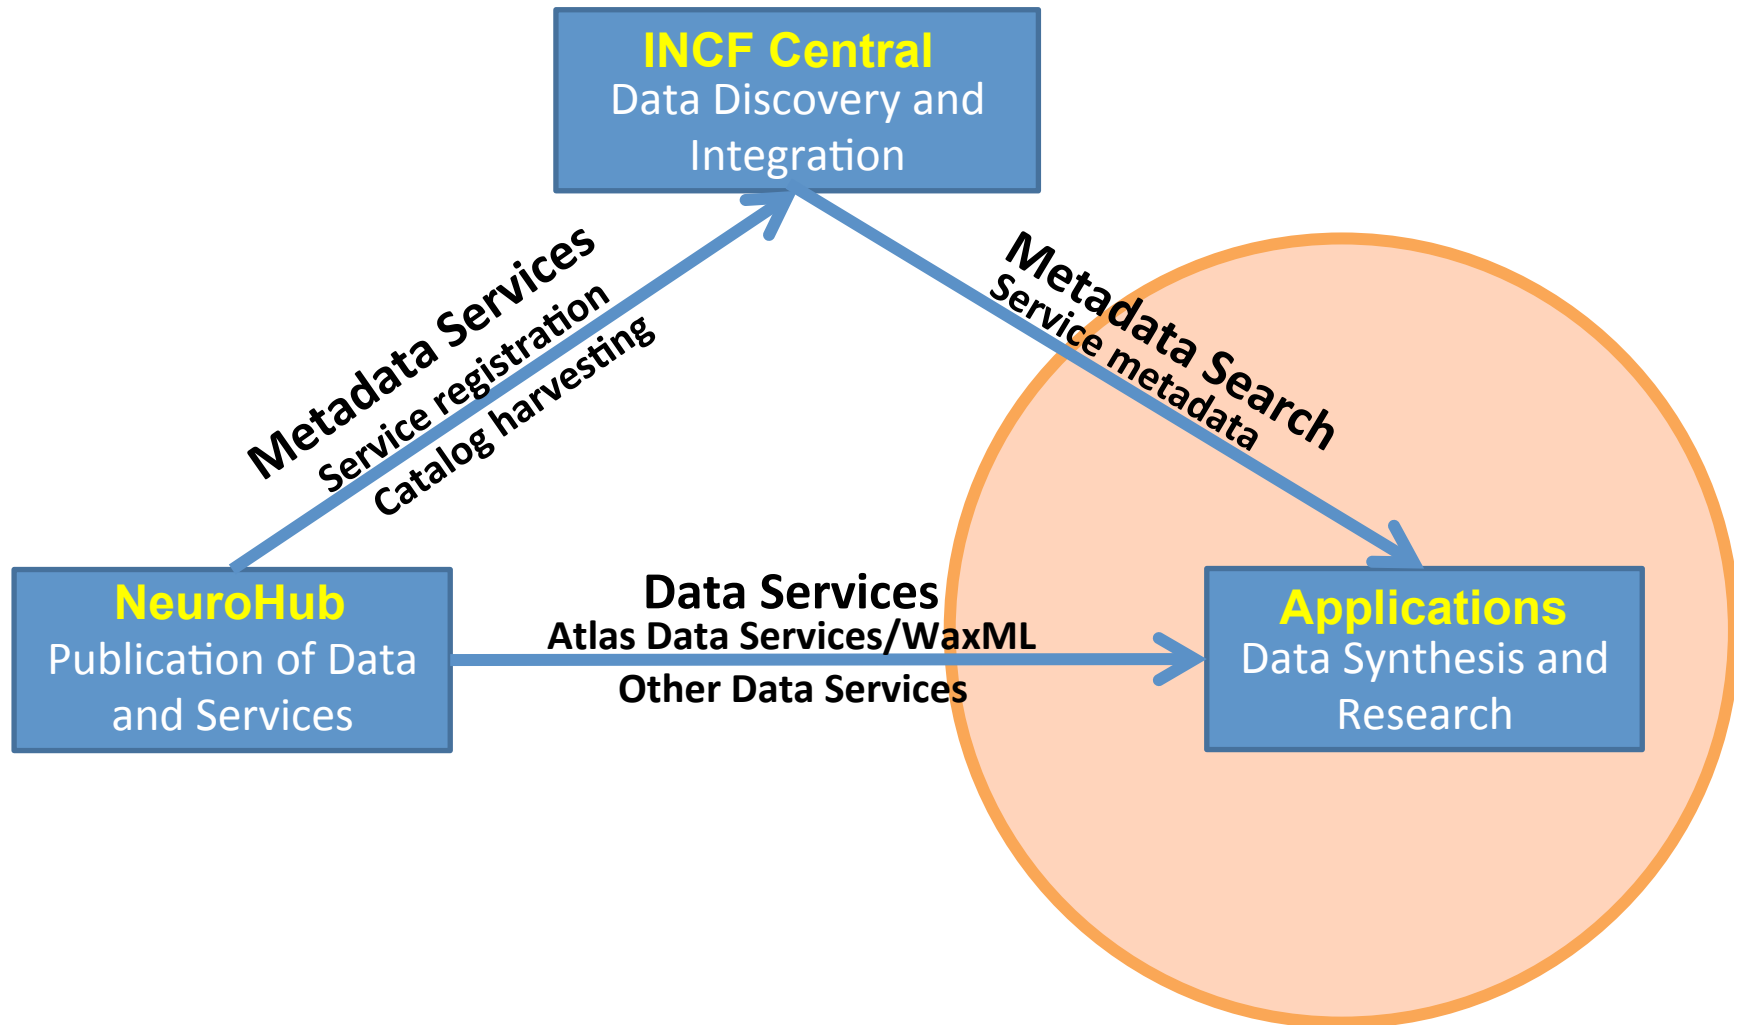 INCF Central
Data Discovery and
Integration
Metadata Services
Service registration
Catalog harvesting
Metadata Search
Service metadata
NeuroHub
Publication of Data
and Services
Data Services
Atlas Data Services/WaxML
Other Data Services
Applications
Data Synthesis and
Research